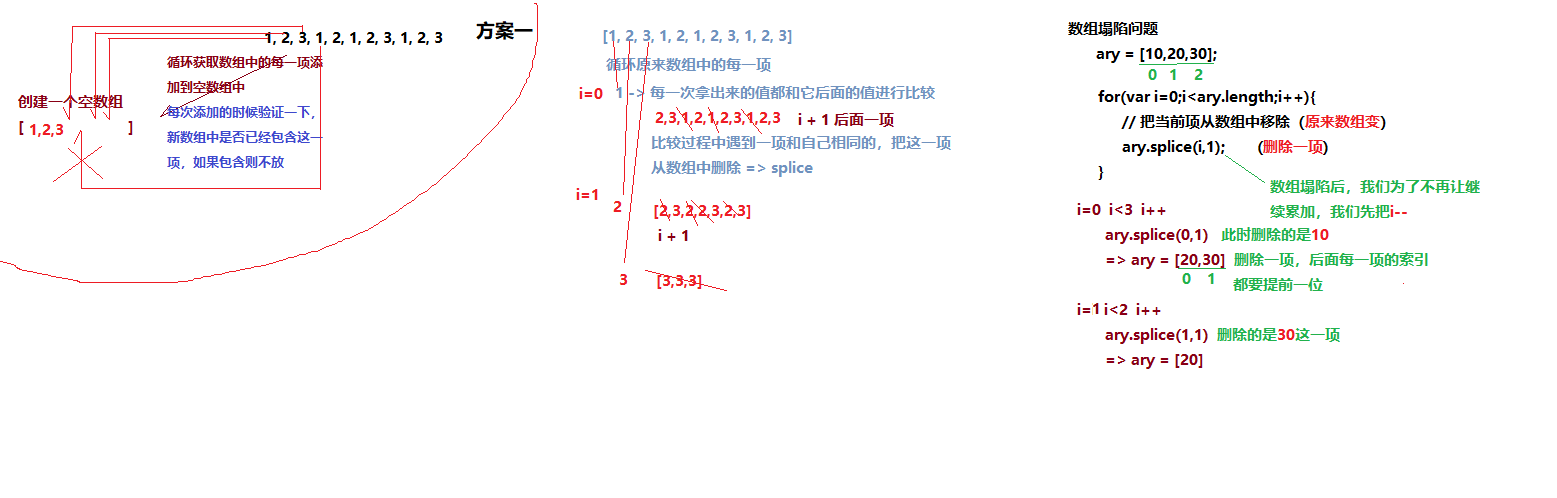 1, 2, 3, 1, 2, 1, 2, 3, 1, 2, 3
方案一
循环获取数组中的每一项添
加到空数组中
创建一个空数组
[ 1,2,3 ]
每次添加的时候验证一下，
新数组中是否已经包含这一
项，如果包含则不放
[1, 2, 3, 1, 2, 1, 2, 3, 1, 2, 3]
循环原来数组中的每一项
i=0 1 -> 每一次拿出来的值都和它后面的值进行比较
2,3,1,2,1,2,3,1,2,3 i + 1 后面一项
比较过程中遇到一项和自己相同的，把这一项
从数组中删除 => splice
i=1
2 [2,3,2,2,3,2,3]
i + 1
3 [3,3,3]
数组塌陷问题
ary = [10,20,30];
0 1 2
for(var i=0;i<ary.length;i++){
// 把当前项从数组中移除（原来数组变）
ary.splice(i,1); （删除一项）
}
数组塌陷后，我们为了不再让继
续累加，我们先把i--
i=0 i<3 i++
ary.splice(0,1) 此时删除的是10
=> ary = [20,30] 删除一项，后面每一项的索引
0 1 都要提前一位
i=1 i<2 i++
ary.splice(1,1) 删除的是30这一项
=> ary = [20]